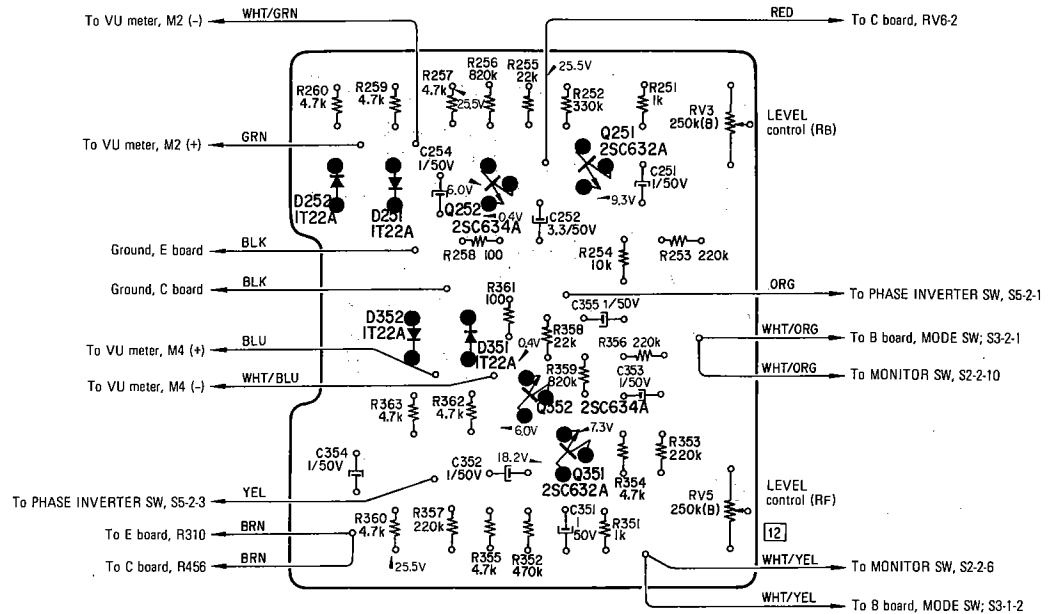 To VU meter, M2 (-)
WHT/GRN
RED
To C board, RV6-2
R260
4.7k
R259
4.7k
R257
4.7k
25.5V
R256
820k
R255
22k
25.5V
R252
330k
R251
1k
RV3
250k(B)
LEVEL
control (RB)
To VU meter, M2 (+)
GRN
C254
1/50V
Q251
2SC632A
D252
1T22A
D251
1T22A
6.0V
Q252
2SC634A
0.4V
C252
3.3/50V
9.3V
C251
1/50V
Ground, E board
BLK
R258 100
R254
10k
R253 220k
Ground, C board
BLK
R361
100
ORG
To PHASE INVERTER SW, S5-2-1
C355 1/50V
D352
1T22A
D351
1T22A
R358
22k
R356 220k
WHT/ORG
To B board, MODE SW; S3-2-1
To VU meter, M4 (+)
BLU
0.4V
R359
820k
C353
1/50V
WHT/ORG
To MONITOR SW, S2-2-10
To VU meter, M4 (-)
WHT/BLU
Q352
2SC634A
R363
4.7k
R362
4.7k
6.0V
7.3V
C354
1/50V
C352
1/50V
18.2V
Q351
2SC632A
R354
4.7k
R353
220k
RV5
250k(B)
LEVEL
control (RF)
To PHASE INVERTER SW, S5-2-3
YEL
To E board, R310
BRN
R360
4.7k
R357
220k
C351
1
50V
R351
1k
12
To C board, R456
BRN
25.5V
R355
4.7k
R352
470k
WHT/YEL
To MONITOR SW, S2-2-6
WHT/YEL
To B board, MODE SW; S3-1-2